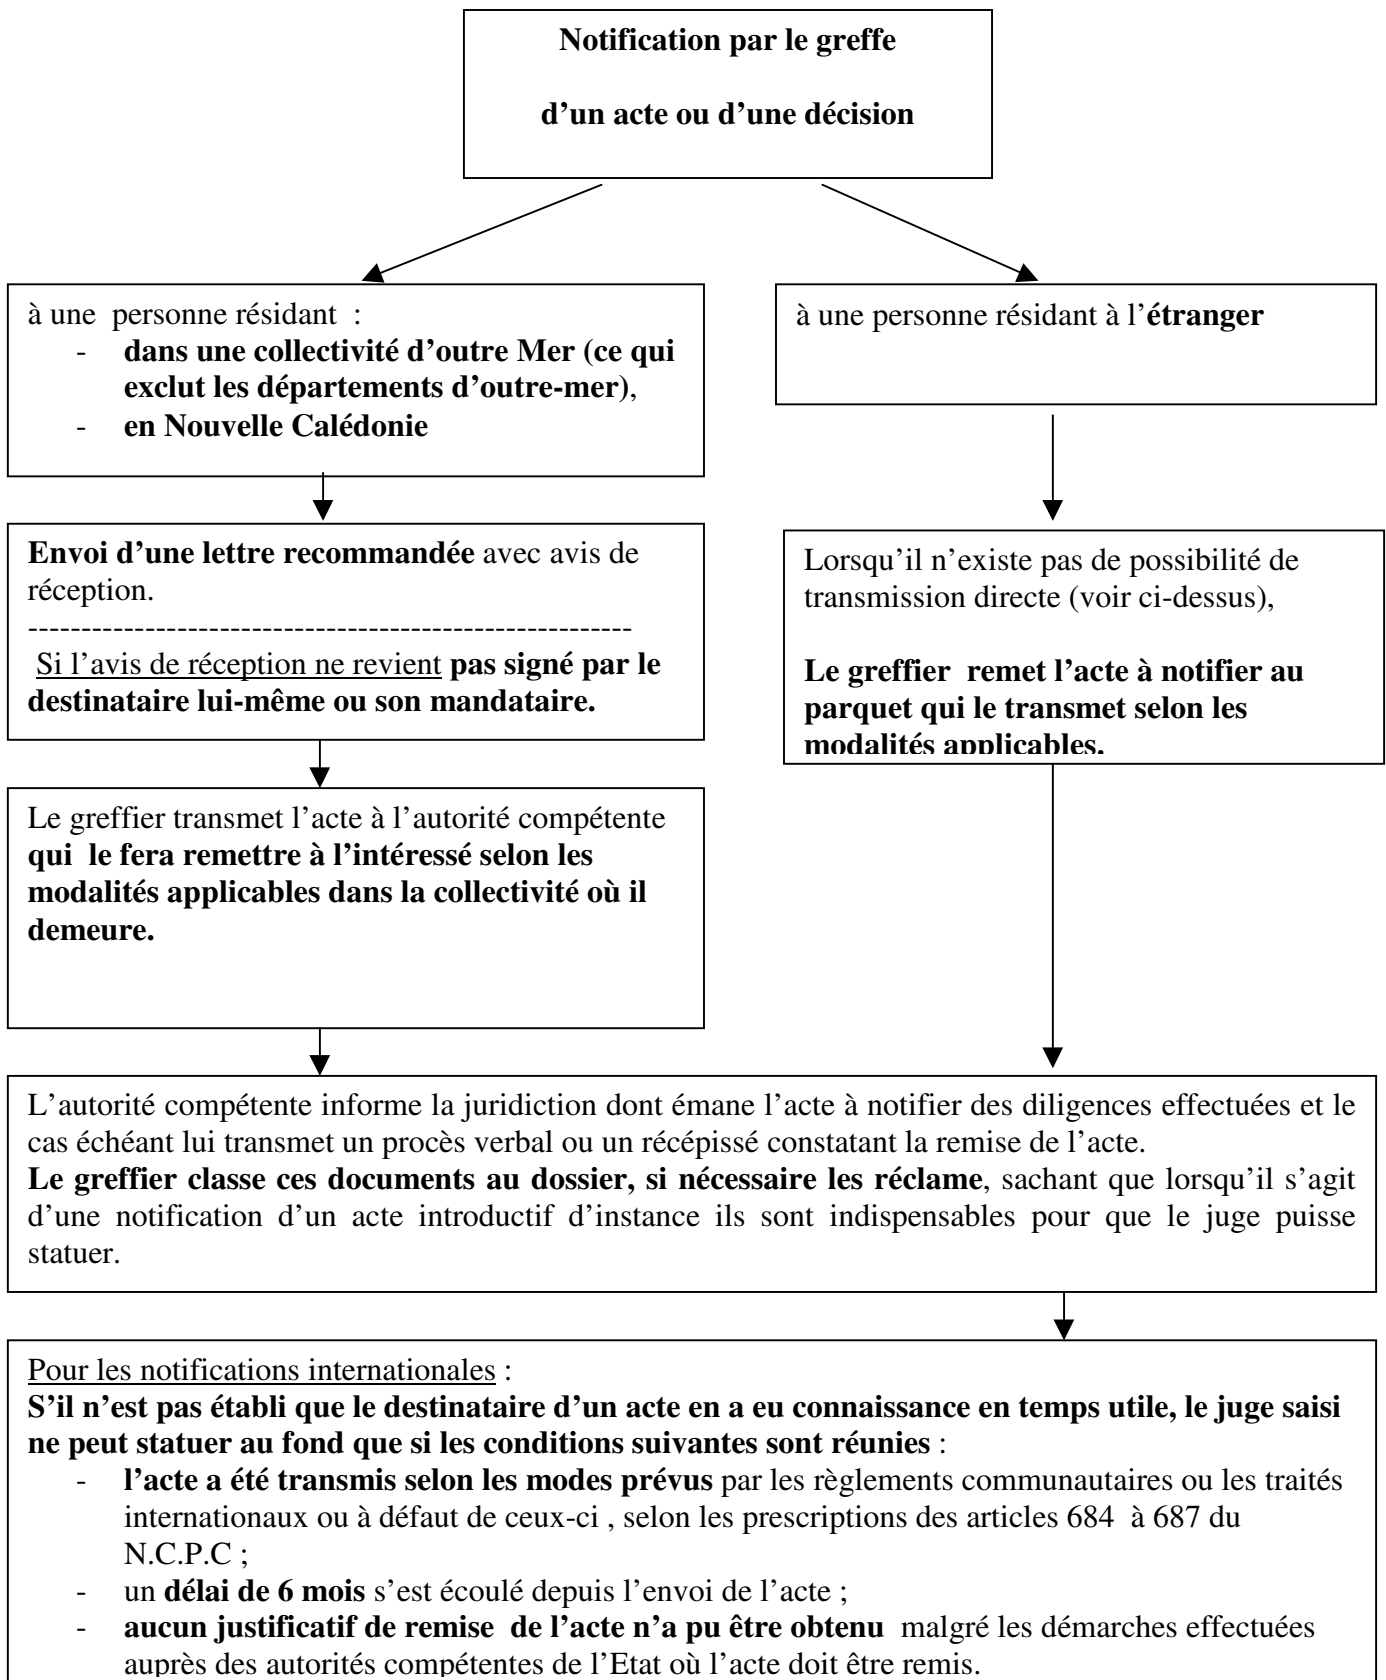 Notification par le greffe
d’un acte ou d’une décision
à une personne résidant :
- dans une collectivité d’outre Mer (ce qui
exclut les départements d’outre-mer),
- en Nouvelle Calédonie
à une personne résidant à l’étranger
Envoi d’une lettre recommandée avec avis de
réception.
--------------------------------------------------------
Si l’avis de réception ne revient pas signé par le
destinataire lui-même ou son mandataire.
Lorsqu’il n’existe pas de possibilité de
transmission directe (voir ci-dessus),
Le greffier remet l’acte à notifier au
parquet qui le transmet selon les
modalités applicables.
Le greffier transmet l’acte à l’autorité compétente
qui le fera remettre à l’intéressé selon les
modalités applicables dans la collectivité où il
demeure.
L’autorité compétente informe la juridiction dont émane l’acte à notifier des diligences effectuées et le
cas échéant lui transmet un procès verbal ou un récépissé constatant la remise de l’acte.
Le greffier classe ces documents au dossier, si nécessaire les réclame, sachant que lorsqu’il s’agit
d’une notification d’un acte introductif d’instance ils sont indispensables pour que le juge puisse
statuer.
Pour les notifications internationales :
S’il n’est pas établi que le destinataire d’un acte en a eu connaissance en temps utile, le juge saisi
ne peut statuer au fond que si les conditions suivantes sont réunies :
- l’acte a été transmis selon les modes prévus par les règlements communautaires ou les traités
internationaux ou à défaut de ceux-ci , selon les prescriptions des articles 684 à 687 du
N.C.P.C ;
- un délai de 6 mois s’est écoulé depuis l’envoi de l’acte ;
- aucun justificatif de remise de l’acte n’a pu être obtenu malgré les démarches effectuées
auprès des autorités compétentes de l’Etat où l’acte doit être remis.